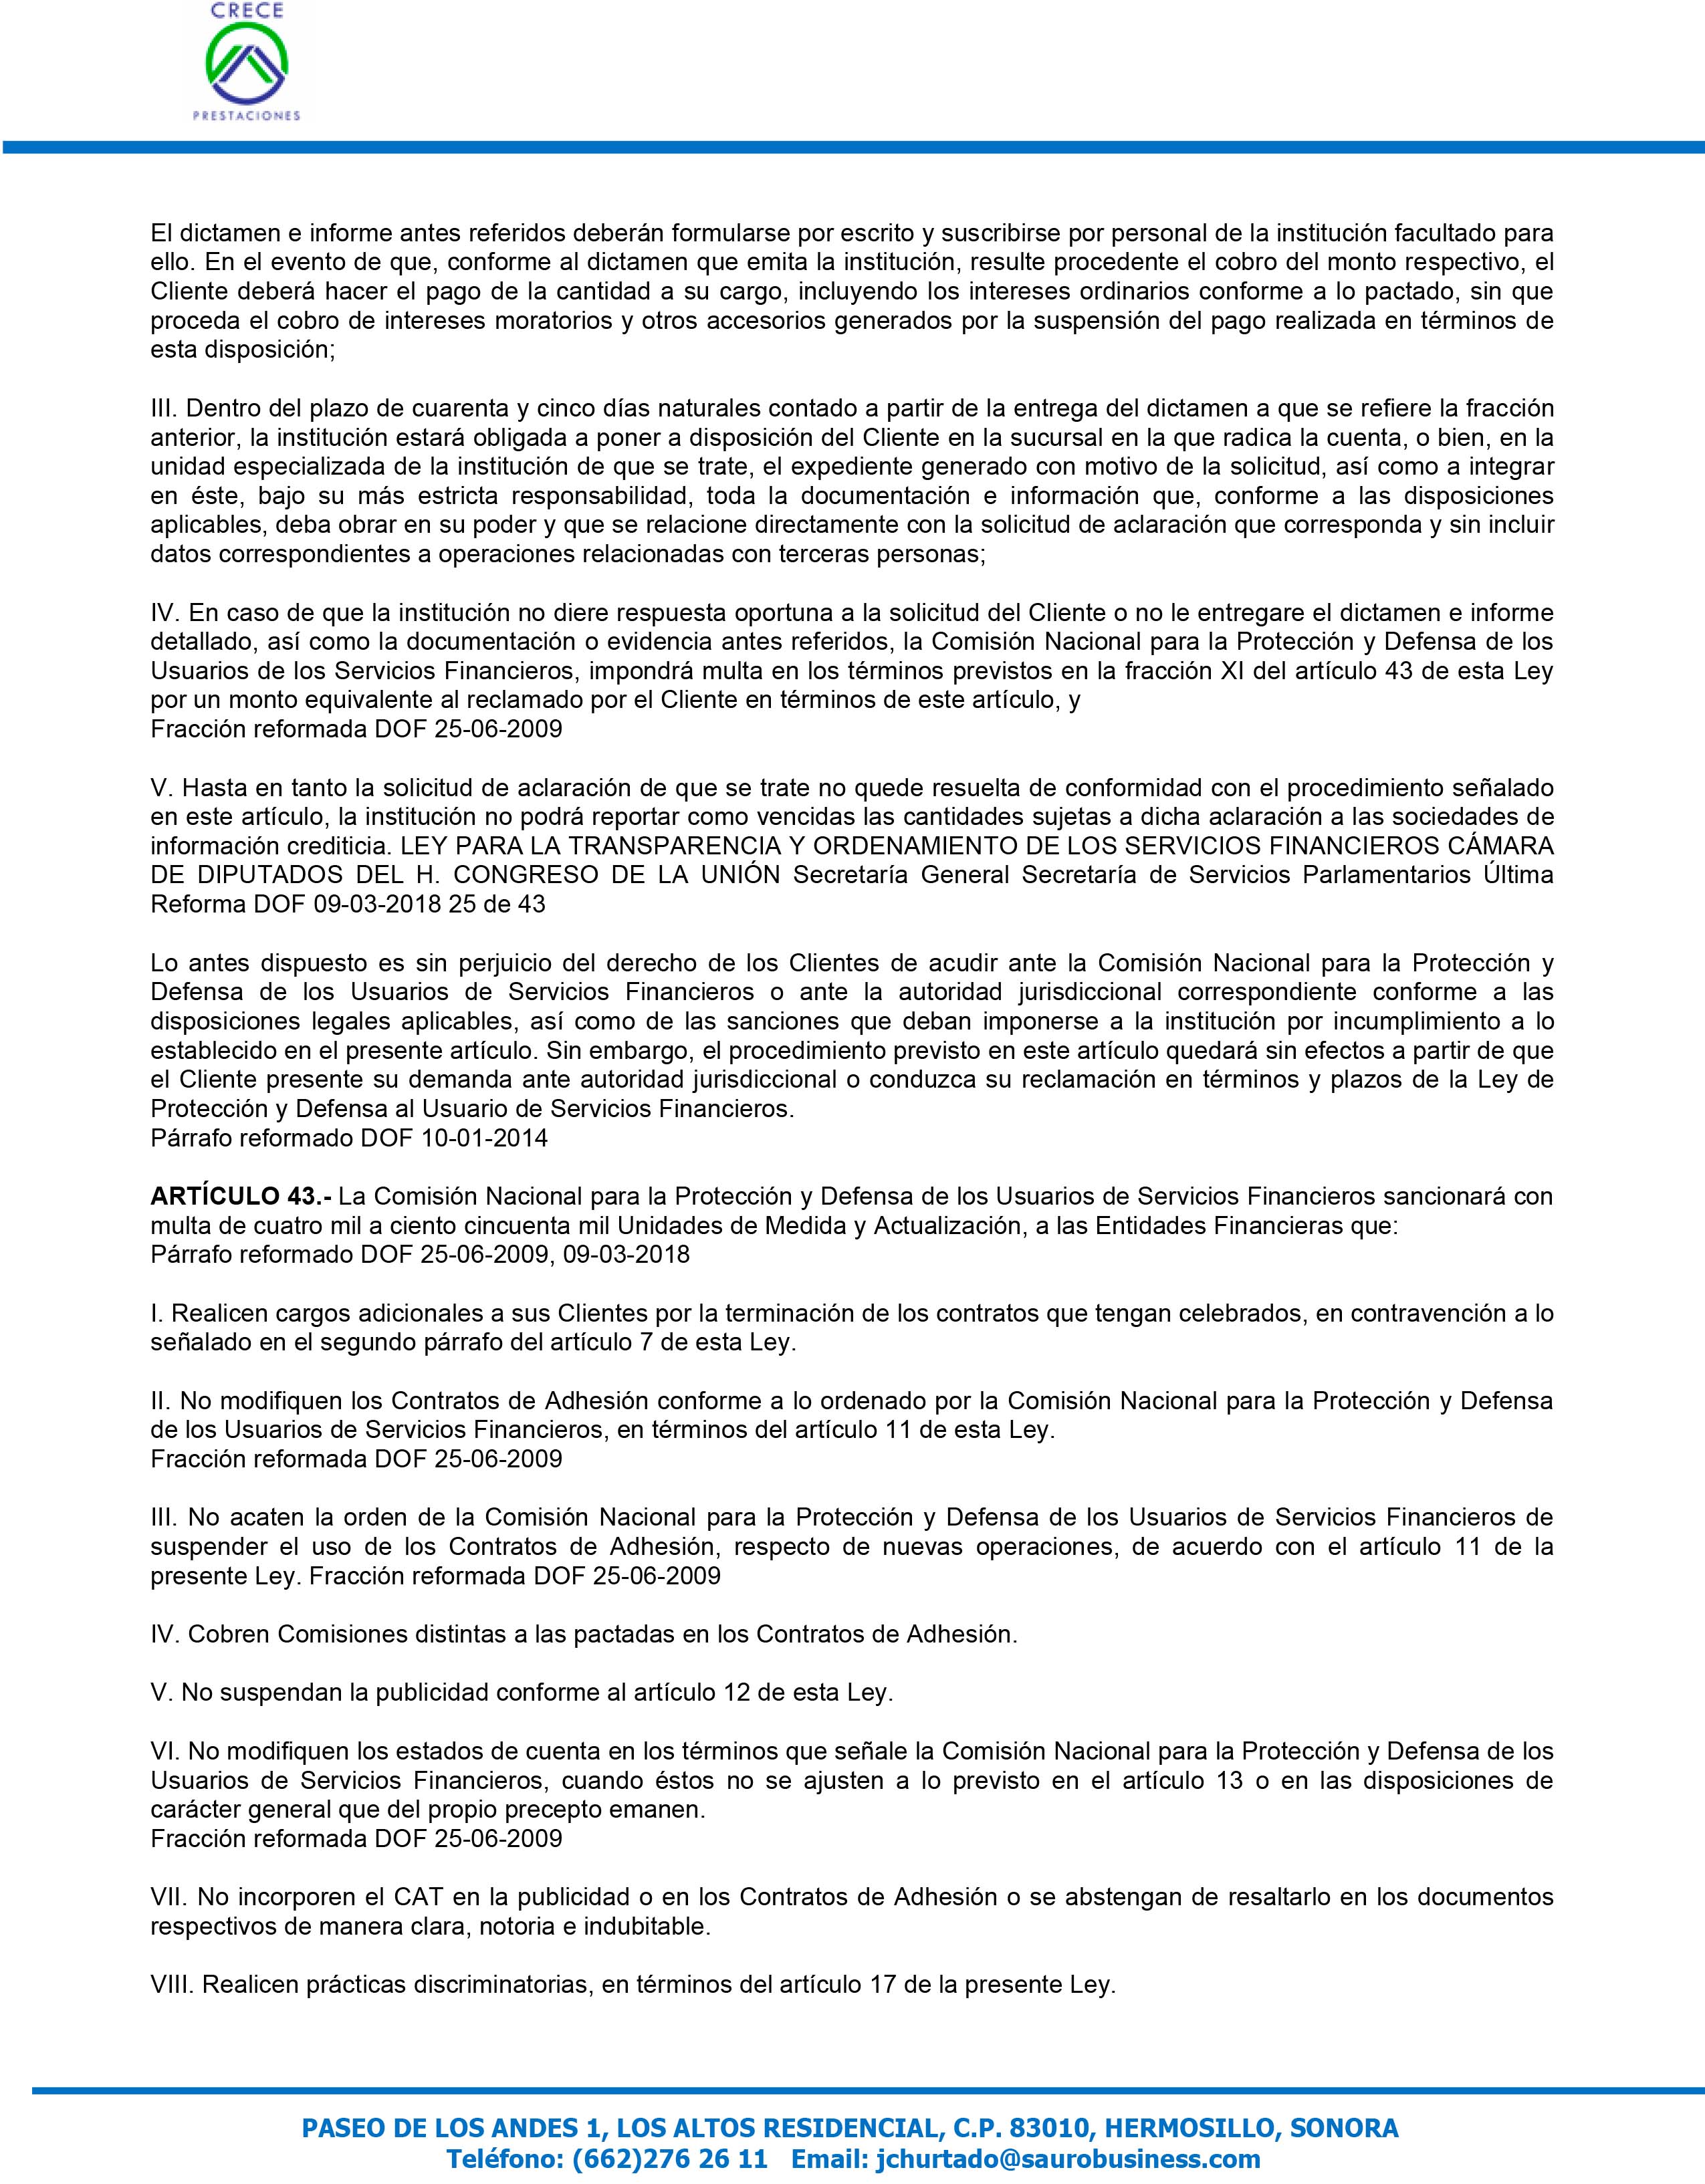 CRECE
PRESTACIONES
El dictamen e informe antes referidos deberán formularse por escrito y suscribirse por personal de la institución facultado para
ello. En el evento de que, conforme al dictamen que emita la institución, resulte procedente el cobro del monto respectivo, el
Cliente deberá hacer el pago de la cantidad a su cargo, incluyendo los intereses ordinarios conforme a lo pactado, sin que
proceda el cobro de intereses moratorios y otros accesorios generados por la suspensión del pago realizada en términos de
esta disposición;
III. Dentro del plazo de cuarenta y cinco días naturales contado a partir de la entrega del dictamen a que se refiere la fracción
anterior, la institución estará obligada a poner a disposición del Cliente en la sucursal en la que radica la cuenta, o bien, en la
unidad especializada de la institución de que se trate, el expediente generado con motivo de la solicitud, así como a integrar
en éste, bajo su más estricta responsabilidad, toda la documentación e información que, conforme a las disposiciones
aplicables, deba obrar en su poder y que se relacione directamente con la solicitud de aclaración que corresponda y sin incluir
datos correspondientes a operaciones relacionadas con terceras personas;
IV. En caso de que la institución no diere respuesta oportuna a la solicitud del Cliente o no le entregare el dictamen e informe
detallado, así como la documentación o evidencia antes referidos, la Comisión Nacional para la Protección y Defensa de los
Usuarios de los Servicios Financieros, impondrá multa en los términos previstos en la fracción XI del artículo 43 de esta Ley
por un monto equivalente al reclamado por el Cliente en términos de este artículo, y
Fracción reformada DOF 25-06-2009
V. Hasta en tanto la solicitud de aclaración de que se trate no quede resuelta de conformidad con el procedimiento señalado
en este artículo, la institución no podrá reportar como vencidas las cantidades sujetas a dicha aclaración a las sociedades de
información crediticia. LEY PARA LA TRANSPARENCIA Y ORDENAMIENTO DE LOS SERVICIOS FINANCIEROS CÁMARA
DE DIPUTADOS DEL H. CONGRESO DE LA UNIÓN Secretaría General Secretaría de Servicios Parlamentarios Última
Reforma DOF 09-03-2018 25 de 43
Lo antes dispuesto es sin perjuicio del derecho de los Clientes de acudir ante la Comisión Nacional para la Protección y
Defensa de los Usuarios de Servicios Financieros o ante la autoridad jurisdiccional correspondiente conforme a las
disposiciones legales aplicables, así como de las sanciones que deban imponerse a la institución por incumplimiento a lo
establecido en el presente artículo. Sin embargo, el procedimiento previsto en este artículo quedará sin efectos a partir de que
el Cliente presente su demanda ante autoridad jurisdiccional o conduzca su reclamación en términos y plazos de la Ley de
Protección y Defensa al Usuario de Servicios Financieros.
Párrafo reformado DOF 10-01-2014
ARTÍCULO 43.- La Comisión Nacional para la Protección y Defensa de los Usuarios de Servicios Financieros sancionará con
multa de cuatro mil a ciento cincuenta mil Unidades de Medida y Actualización, a las Entidades Financieras que:
Párrafo reformado DOF 25-06-2009, 09-03-2018
I. Realicen cargos adicionales a sus Clientes por la terminación de los contratos que tengan celebrados, en contravención a lo
señalado en el segundo párrafo del artículo 7 de esta Ley.
II. No modifiquen los Contratos de Adhesión conforme a lo ordenado por la Comisión Nacional para la Protección y Defensa
de los Usuarios de Servicios Financieros, en términos del artículo 11 de esta Ley.
Fracción reformada DOF 25-06-2009
III. No acaten la orden de la Comisión Nacional para la Protección y Defensa de los Usuarios de Servicios Financieros de
suspender el uso de los Contratos de Adhesión, respecto de nuevas operaciones, de acuerdo con el artículo 11 de la
presente Ley. Fracción reformada DOF 25-06-2009
IV. Cobren Comisiones distintas a las pactadas en los Contratos de Adhesión.
V. No suspendan la publicidad conforme al artículo 12 de esta Ley.
VI. No modifiquen los estados de cuenta en los términos que señale la Comisión Nacional para la Protección y Defensa de los
Usuarios de Servicios Financieros, cuando éstos no se ajusten a lo previsto en el artículo 13 o en las disposiciones de
carácter general que del propio precepto emanen.
Fracción reformada DOF 25-06-2009
VII. No incorporen el CAT en la publicidad o en los Contratos de Adhesión o se abstengan de resaltarlo en los documentos
respectivos de manera clara, notoria e indubitable.
VIII. Realicen prácticas discriminatorias, en términos del artículo 17 de la presente Ley.
PASEO DE LOS ANDES 1, LOS ALTOS RESIDENCIAL, C.P. 83010, HERMOSILLO, SONORA
Teléfono: (662)276 26 11 Email: jchurtado@saurobusiness.com